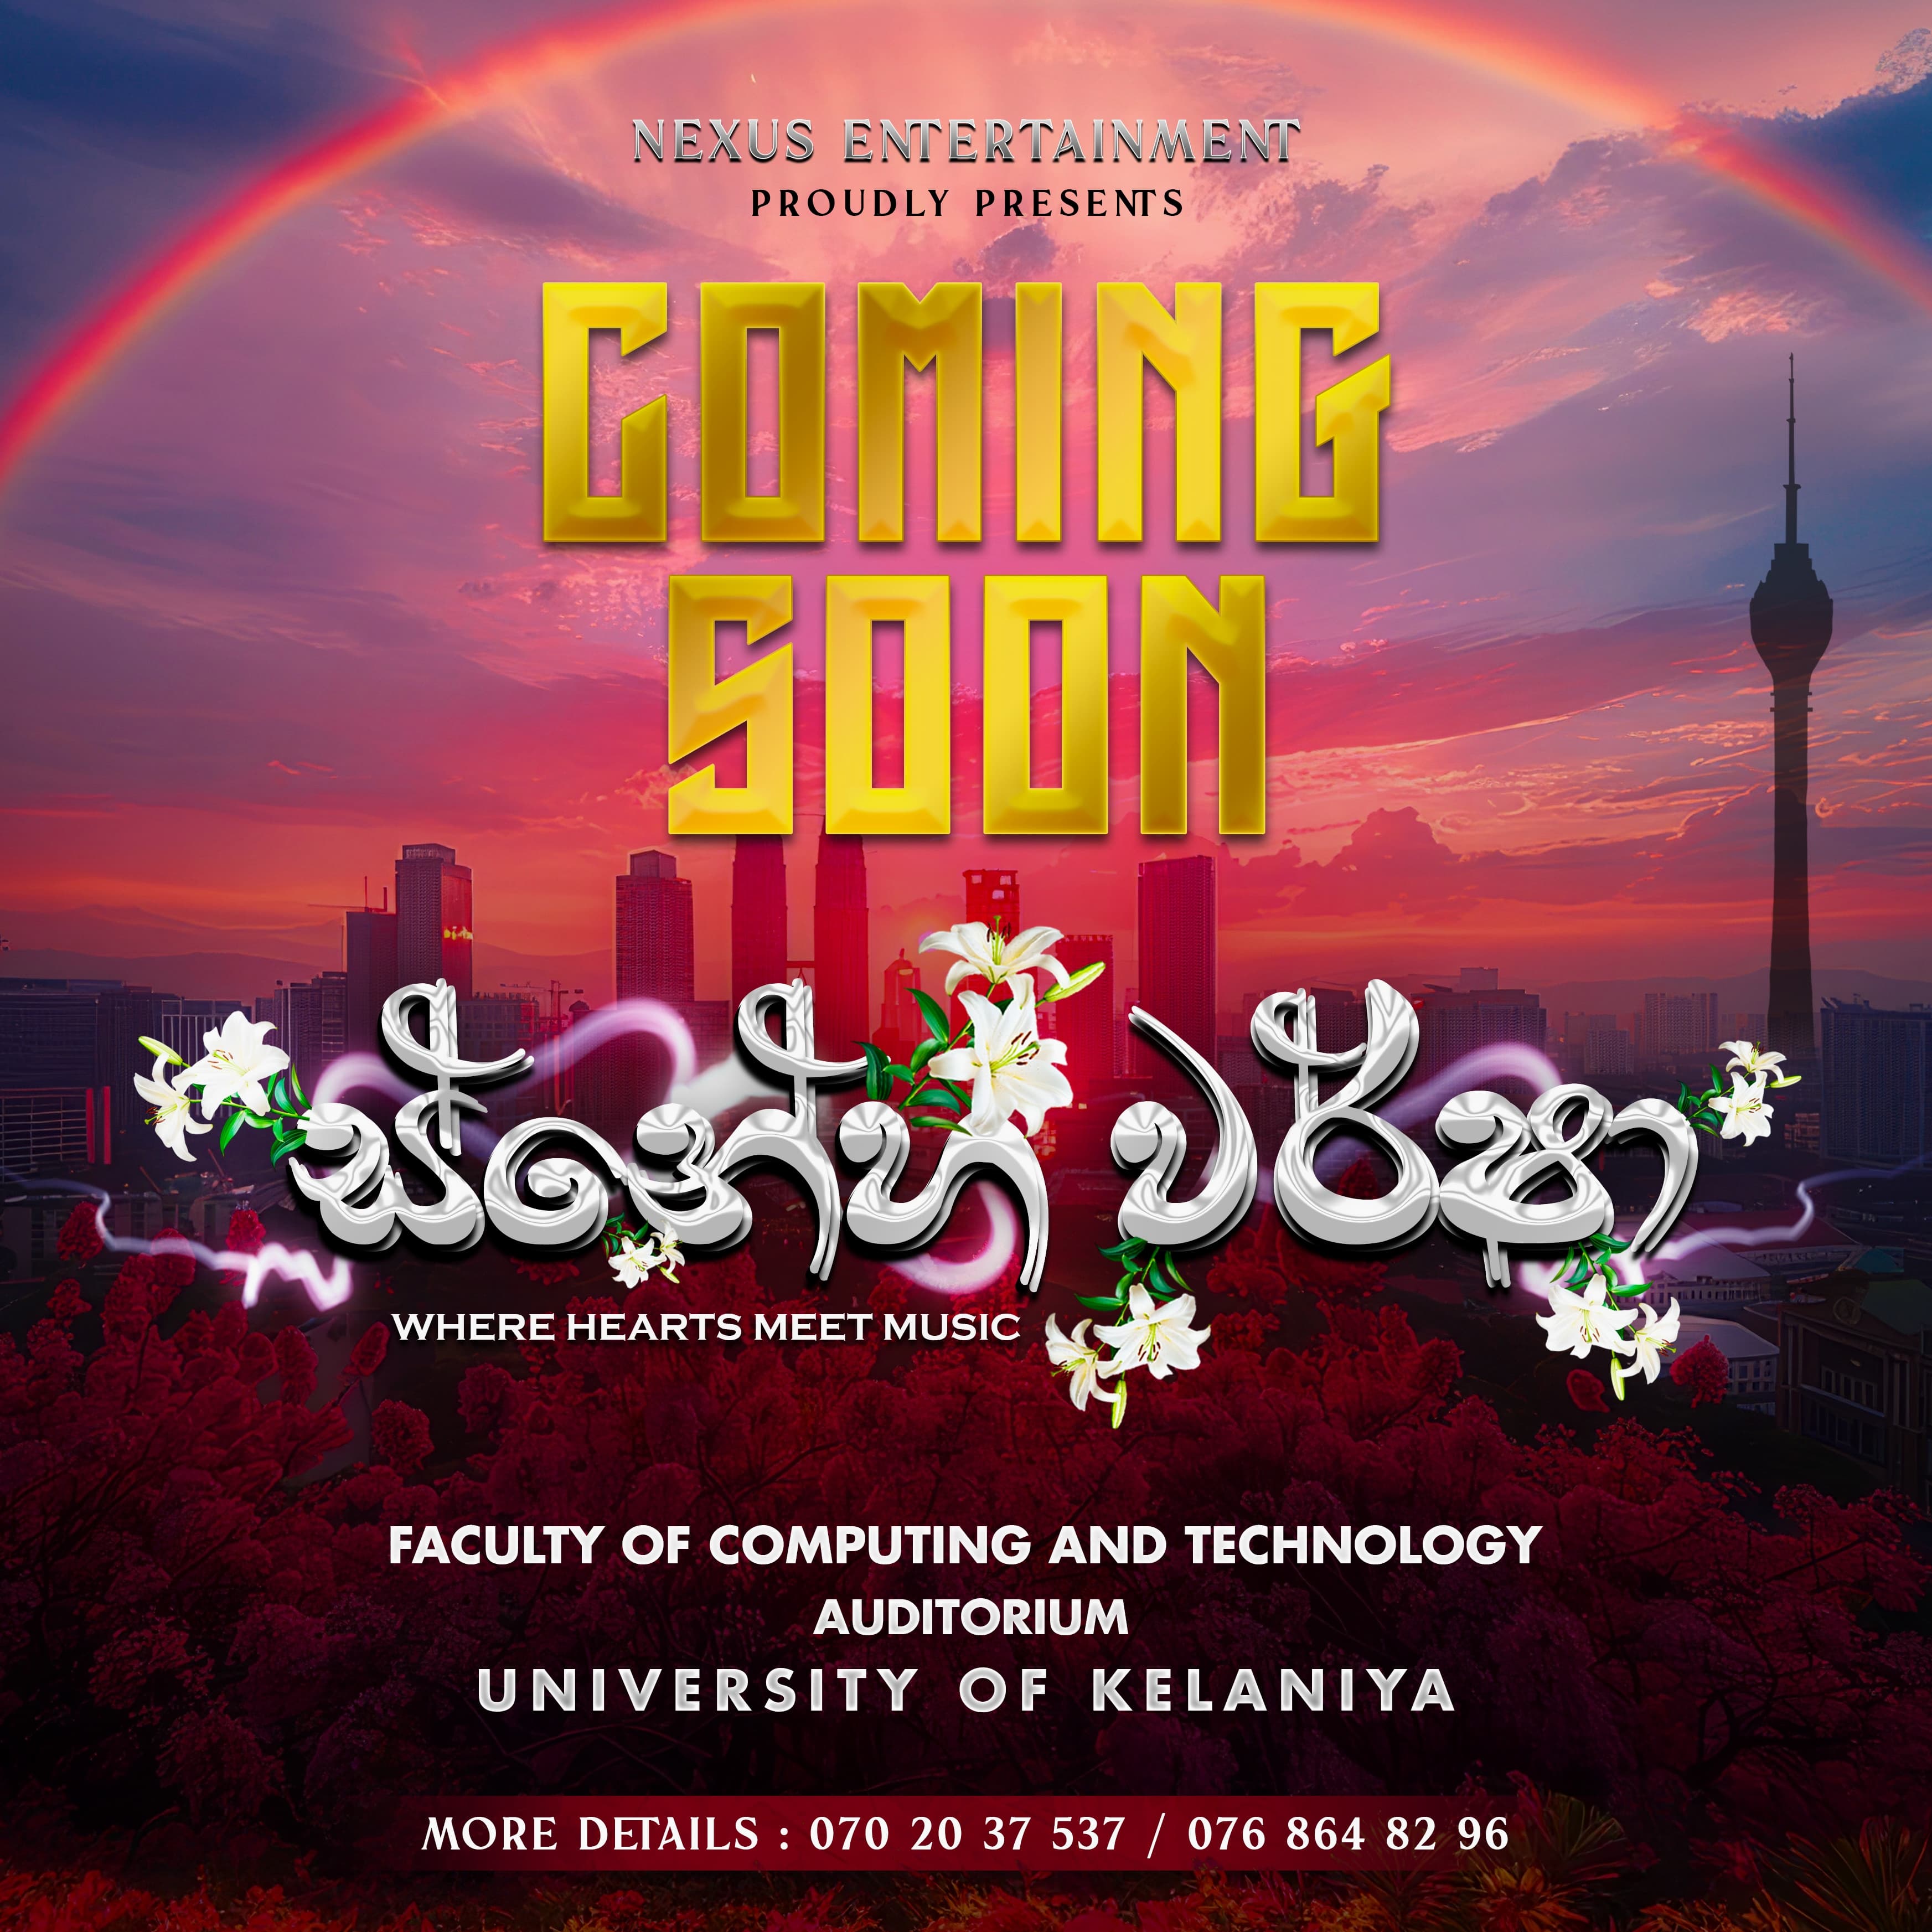 NEXUS ENTERTAINMENT
PROUDLY PRESENTS
COMING
SOON
ස්නේහ වර්ෂා
WHERE HEARTS MEET MUSIC
FACULTY OF COMPUTING AND TECHNOLOGY
AUDITORIUM
UNIVERSITY OF KELANIYA
MORE DETAILS : 070 20 37 537 / 076 864 82 96